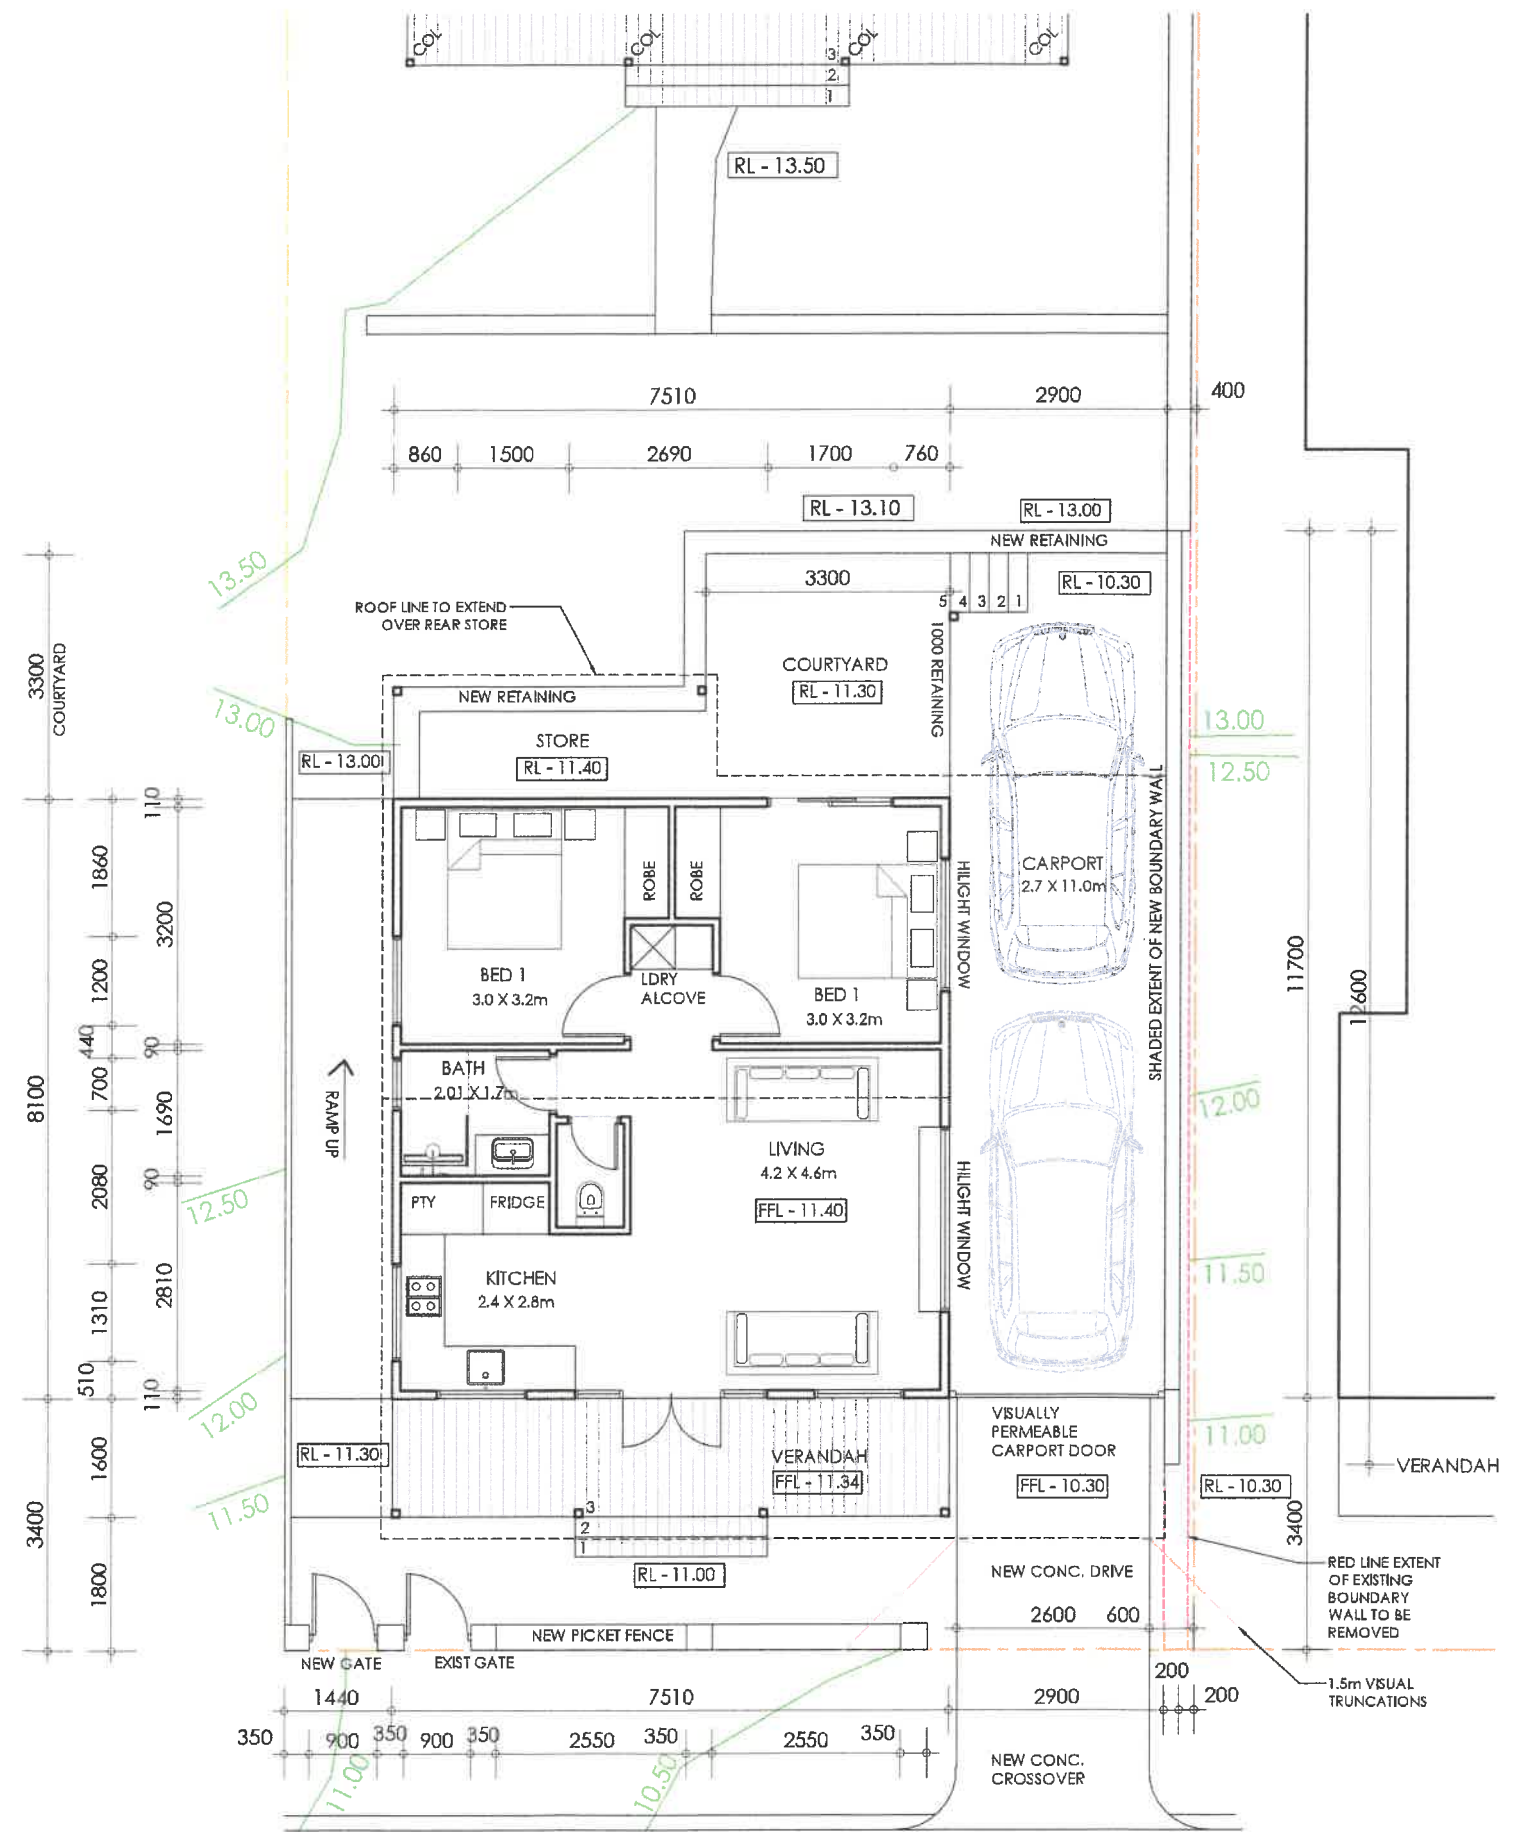 COL
COL
COL
COL
3
2
1
RL - 13.50
7510
2900
400
860
1500
2690
1700
760
RL - 13.10
RL - 13.00
NEW RETAINING
13.50
3300
RL - 10.30
5 4 3 2 1
ROOF LINE TO EXTEND
OVER REAR STORE
3300
COURTYARD
COURTYARD
RL - 11.30
1000 RETAINING
NEW RETAINING
13.00
13.00
12.50
STORE
RL - 11.40
RL - 13.00
SHADED EXTENT OF NEW BOUNDARY WALL
110
1860
3200
ROBE
ROBE
HILIGHT WINDOW
CARPORT
2.7 X 11.0m
11700
12600
1200
BED 1
3.0 X 3.2m
LDRY
ALCOVE
BED 1
3.0 X 3.2m
440
90
8100
700
1690
BATH
2.01 X 1.7m
RAMP UP
12.00
LIVING
4.2 X 4.6m
FFL - 11.40
2080
90
12.50
PTY
FRIDGE
HILIGHT WINDOW
11.50
KITCHEN
2.4 X 2.8m
1310
2810
510
110
12.00
VISUALLY
PERMEABLE
CARPORT DOOR
FFL - 10.30
11.00
RL - 11.30
VERANDAH
FFL - 11.34
RL - 10.30
VERANDAH
1600
3400
11.50
3
2
1
3400
RL - 11.00
1800
NEW CONC. DRIVE
RED LINE EXTENT
OF EXISTING
BOUNDARY
WALL TO BE
REMOVED
2600
600
NEW PICKET FENCE
NEW GATE
EXIST GATE
1.5m VISUAL
TRUNCATIONS
1440
7510
2900
200
200
350
900
350
900
350
2550
350
2550
350
11.00
10.50
NEW CONC.
CROSSOVER